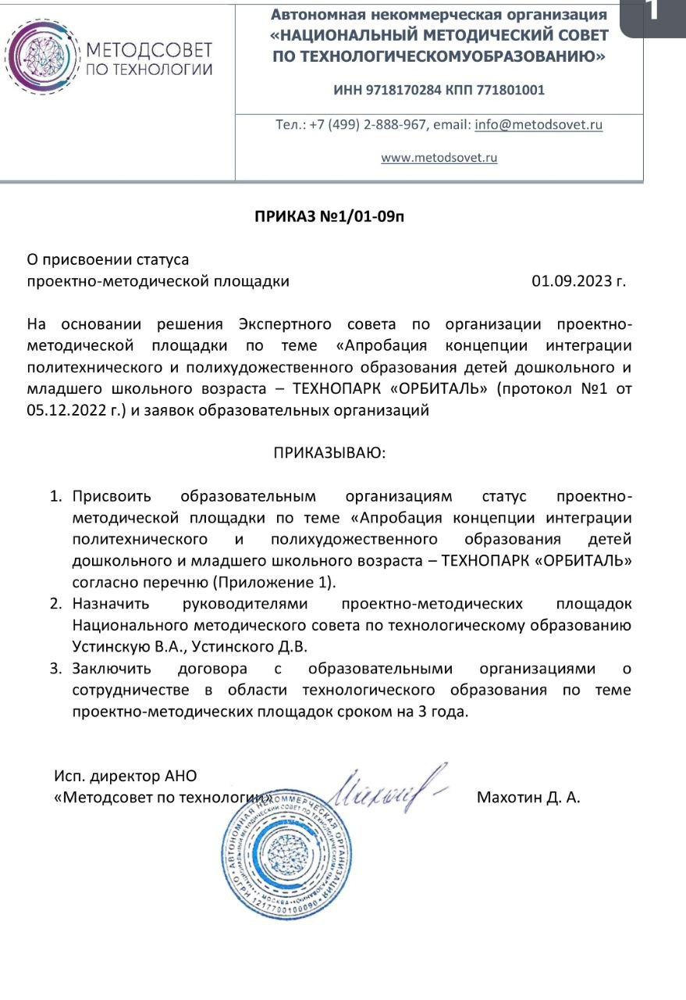 1
МЕТОДСОВЕТ
ПО ТЕХНОЛОГИИ
Автономная некоммерческая организация
«НАЦИОНАЛЬНЫЙ МЕТОДИЧЕСКИЙ СОВЕТ
ПО ТЕХНОЛОГИЧЕСКОМУОБРАЗОВАНИЮ»
ИНН 9718170284 КПП 771801001
Тел.: +7 (499) 2-888-967, email: info@metodsovet.ru
www.metodsovet.ru
ПРИКАЗ №1/01-09п
О присвоении статуса
проектно-методической площадки 01.09.2023 г.
На основании решения Экспертного совета по организации проектно-
методической площадки по теме «Апробация концепции интеграции
политехнического и полихудожественного образования детей дошкольного и
младшего школьного возраста – ТЕХНОПАРК «ОРБИТАЛЬ» (протокол №1 от
05.12.2022 г.) и заявок образовательных организаций
ПРИКАЗЫВАЮ:
1. Присвоить образовательным организациям статус проектно-
методической площадки по теме «Апробация концепции интеграции
политехнического и полихудожественного образования детей
дошкольного и младшего школьного возраста – ТЕХНОПАРК «ОРБИТАЛЬ»
согласно перечню (Приложение 1).
2. Назначить руководителями проектно-методических площадок
Национального методического совета по технологическому образованию
Устинскую В.А., Устинского Д.В.
3. Заключить договора с образовательными организациями о
сотрудничестве в области технологического образования по теме
проектно-методических площадок сроком на 3 года.
Исп. директор АНО
«Методсовет по технологии» Махотин Д. А.
АВТОНОМНАЯ НЕКОММЕРЧЕСКАЯ ОРГАНИЗАЦИЯ
ОГРН 1217700100090
МОСКВА